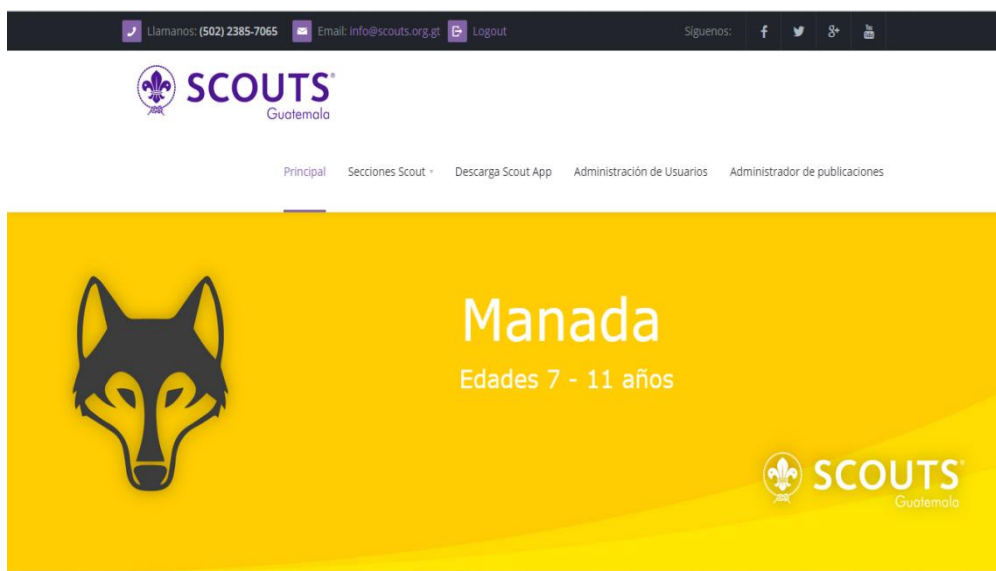 Llamanos: (502) 2385-7065 Email: info@scouts.org.gt Logout Siguenos:
SCOUTS
Guatemala
Principal Secciones Scout Descarga Scout App Administración de Usuarios Administrador de publicaciones
Manada
Edades 7 - 11 años
SCOUTS
Guatemala